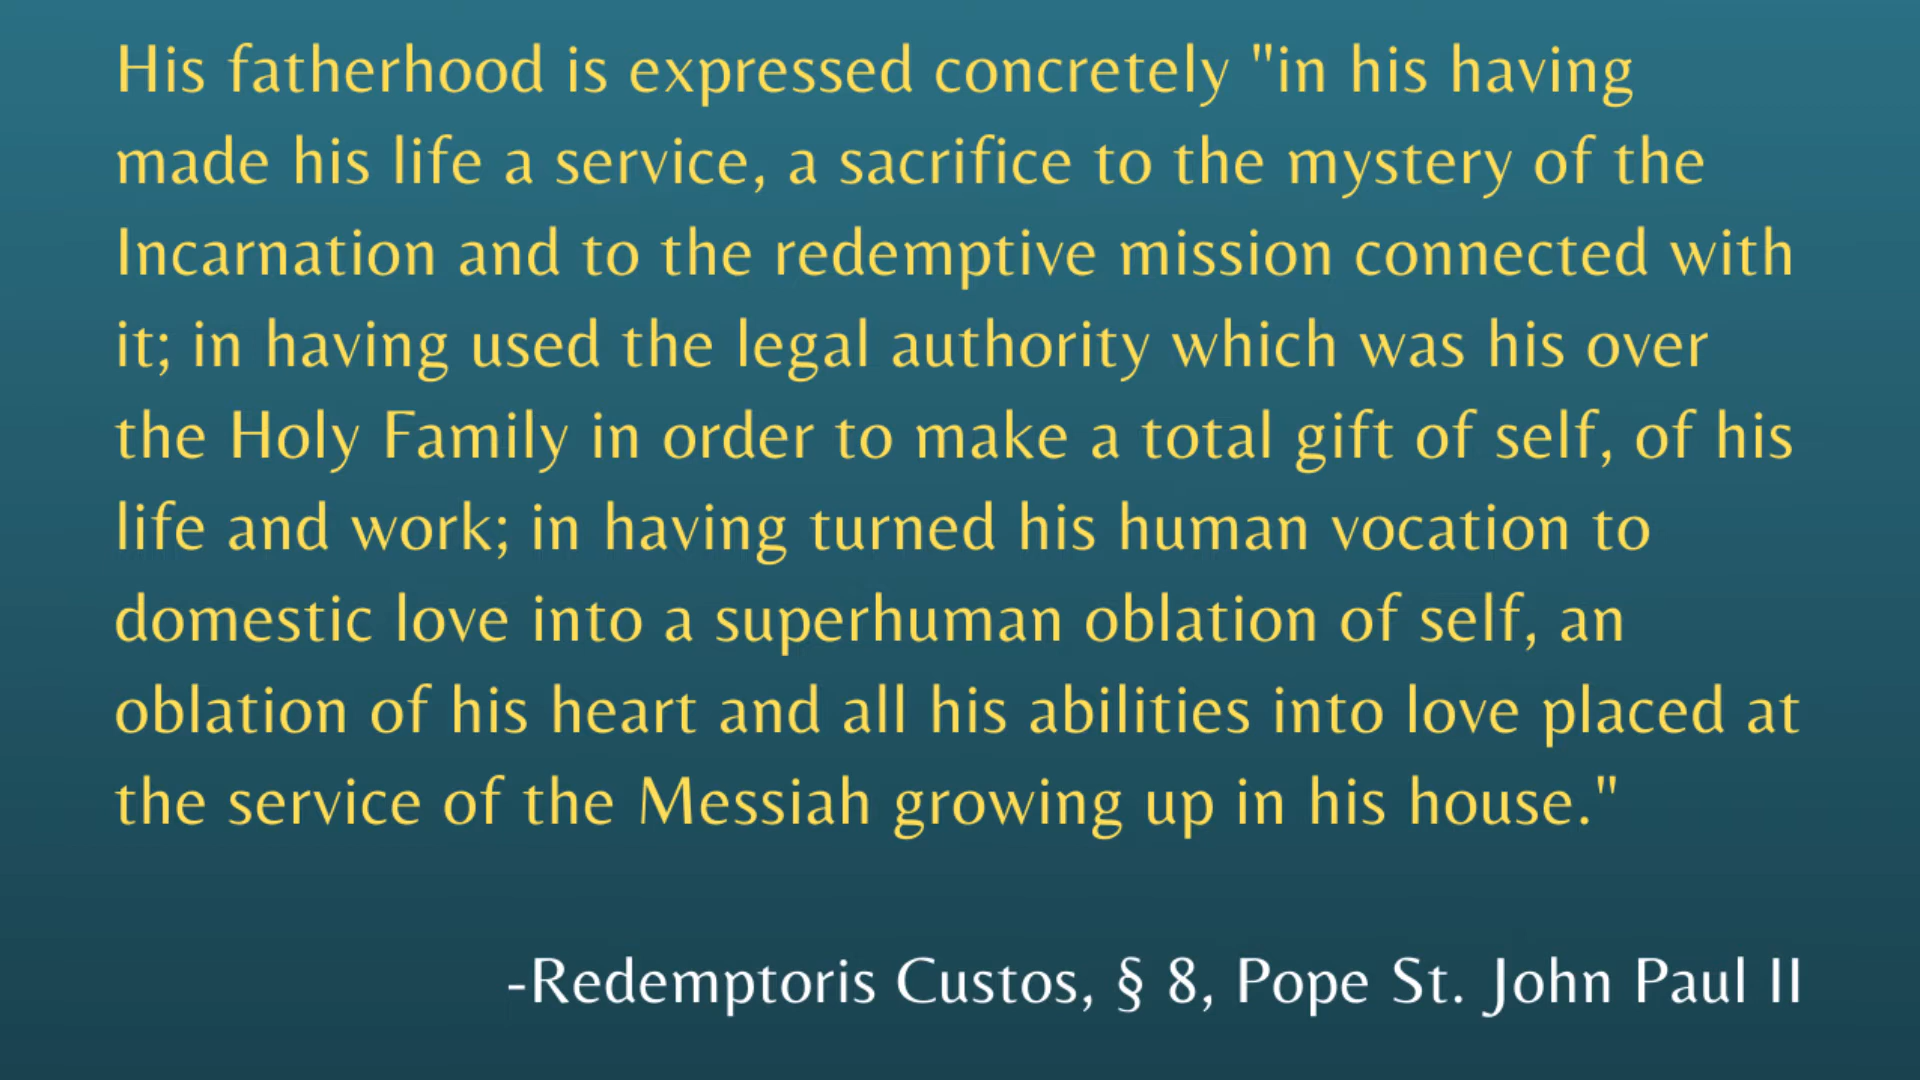 His fatherhood is expressed concretely "in his having
made his life a service, a sacrifice to the mystery of the
Incarnation and to the redemptive mission connected with
it; in having used the legal authority which was his over
the Holy Family in order to make a total gift of self, of his
life and work; in having turned his human vocation to
domestic love into a superhuman oblation of self, an
oblation of his heart and all his abilities into love placed at
the service of the Messiah growing up in his house."
-Redemptoris Custos, § 8, Pope St. John Paul II